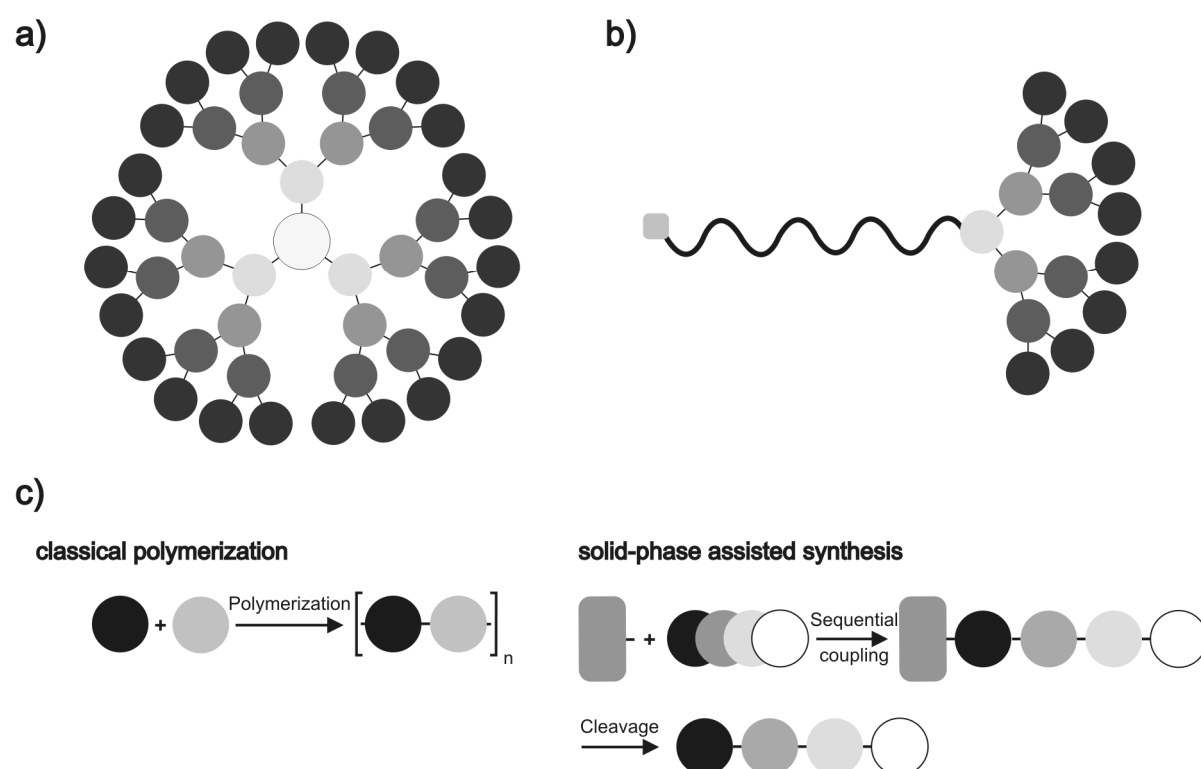 a)
b)
c)
classical polymerization
solid-phase assisted synthesis
+
Polymerization
n
+
Sequential
coupling
Cleavage